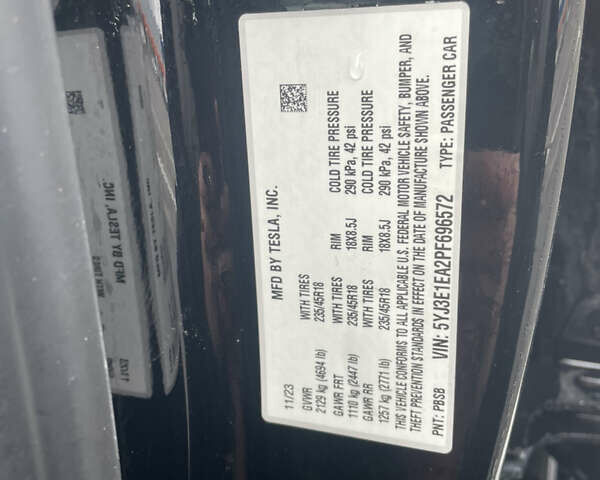 MFD BY TESLA, INC.
11/23
GVWR WITH TIRES RIM COLD TIRE PRESSURE
2129 kg (4694 lb) 235/45R18 18X8.5J 290 kPa, 42 psi
GAWR FRT WITH TIRES RIM COLD TIRE PRESSURE
1110 kg (2447 lb) 235/45R18 18X8.5J 290 kPa, 42 psi
GAWR RR
1257 kg (2771 lb)
THIS VEHICLE CONFORMS TO ALL APPLICABLE U.S. FEDERAL MOTOR VEHICLE SAFETY, BUMPER, AND
THEFT PREVENTION STANDARDS IN EFFECT ON THE DATE OF MANUFACTURE SHOWN ABOVE.
PNT: PBSB VIN: 5YJ3E1EA2PF696572 TYPE: PASSENGER CAR
MFD BY TESLA, INC.